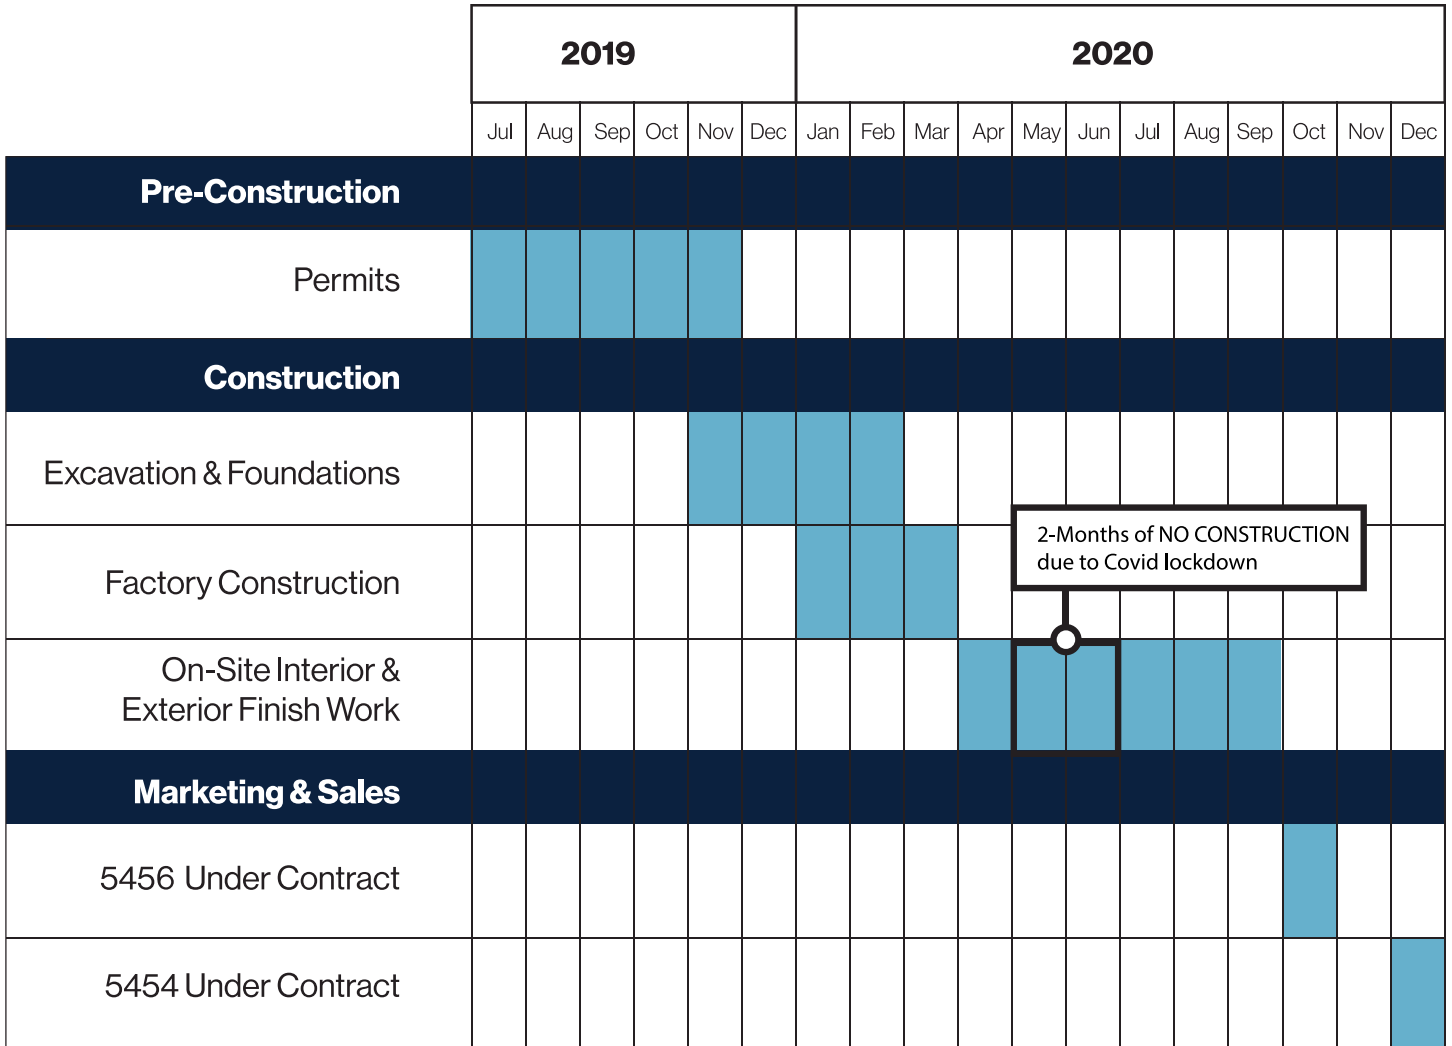 2019
2020
Jul Aug Sep Oct Nov Dec Jan Feb Mar Apr May Jun Jul Aug Sep Oct Nov Dec
Pre-Construction
Permits
Construction
Excavation & Foundations
2-Months of NO CONSTRUCTION
due to Covid lockdown
Factory Construction
On-Site Interior &
Exterior Finish Work
Marketing & Sales
5456 Under Contract
5454 Under Contract